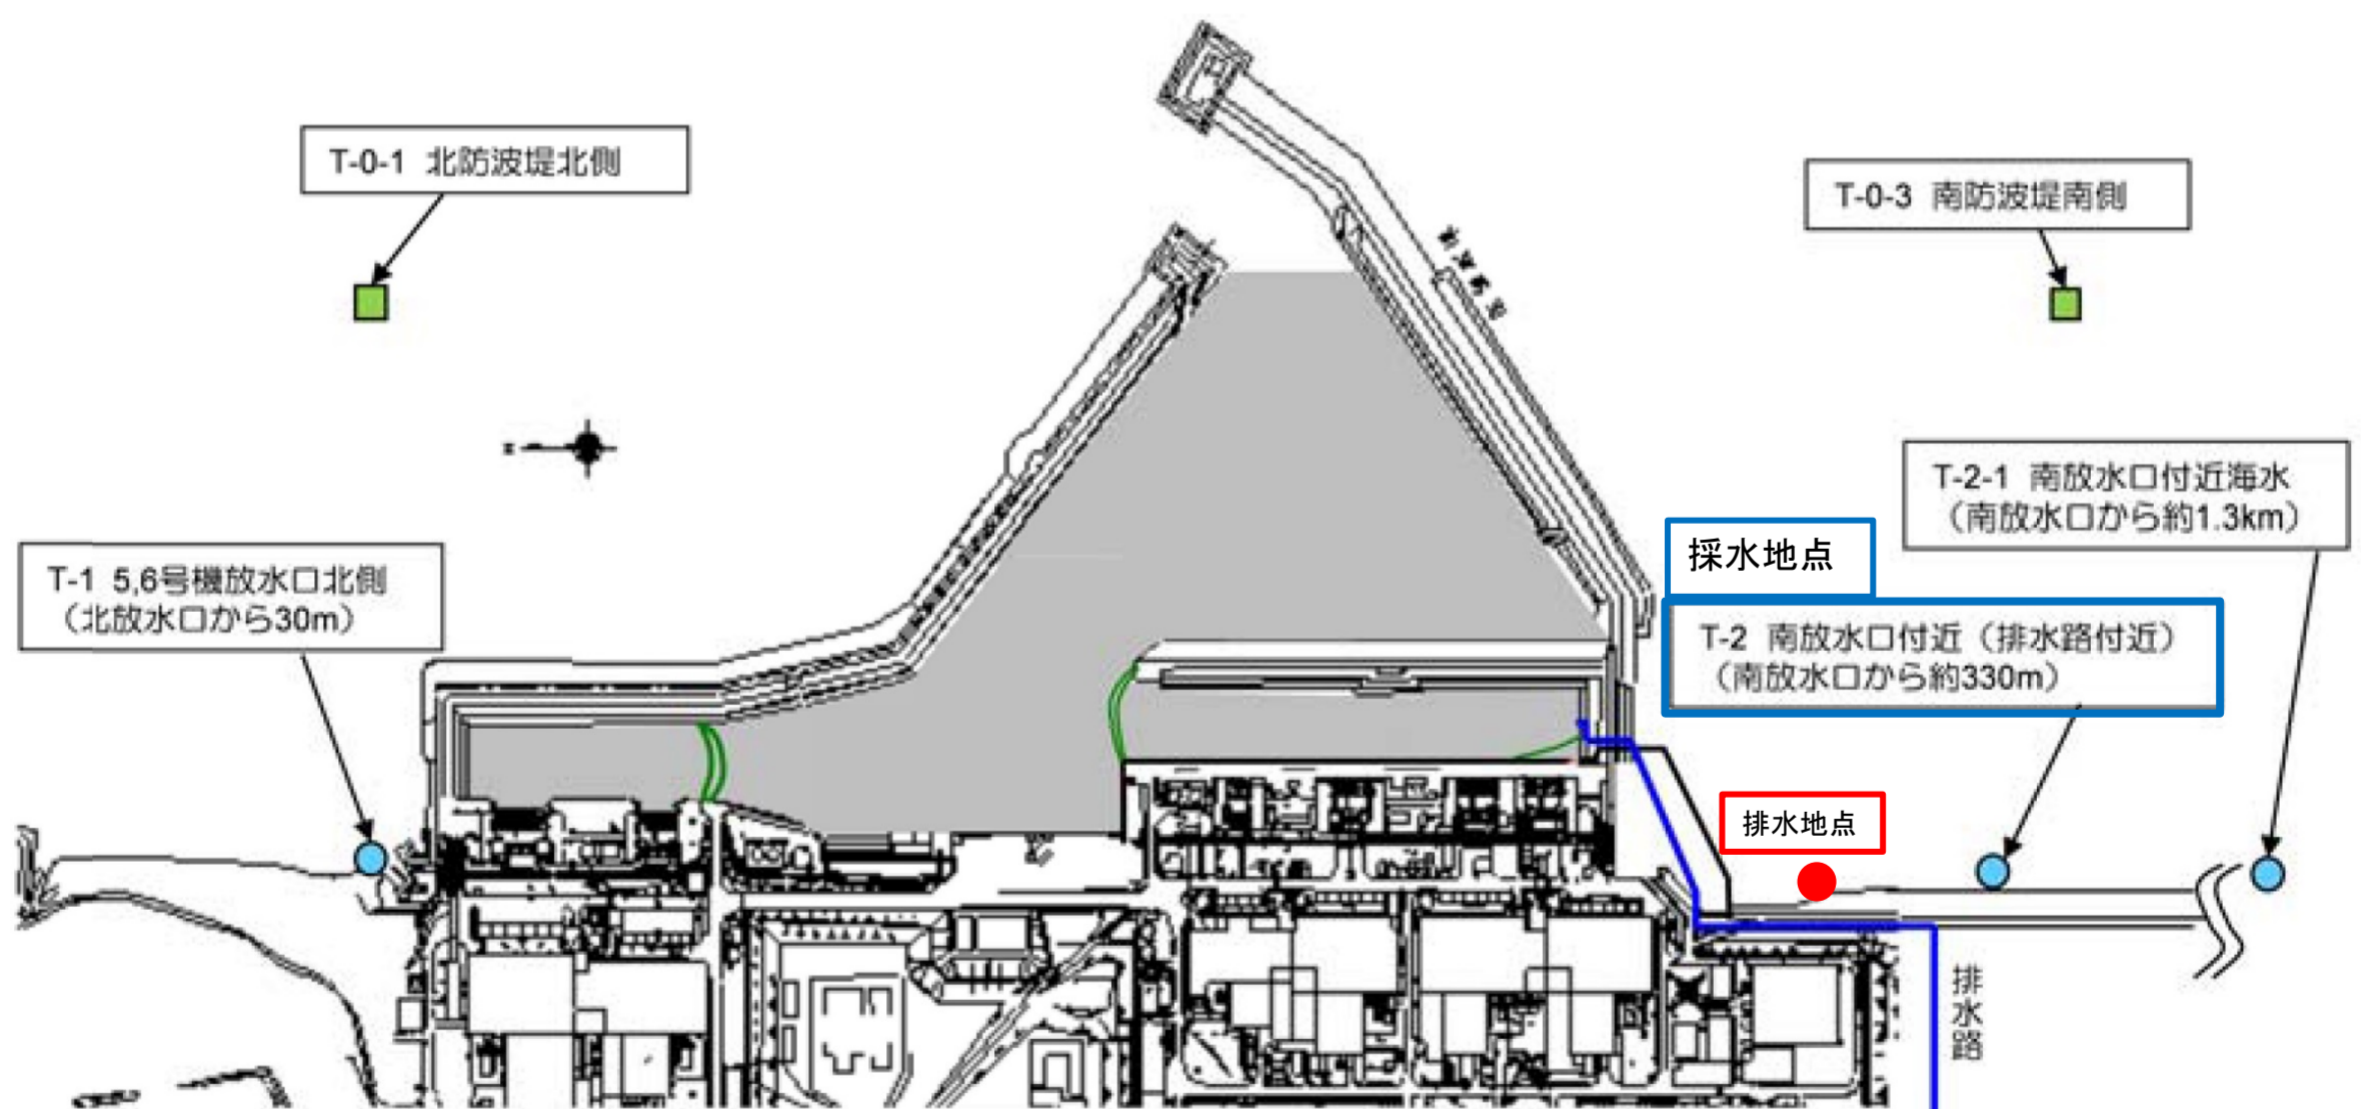 T-0-1 北防波堤北側
T-0-3 南防波堤南側
T-2-1 南放水口付近海水
（南放水口から約1.3km）
採水地点
T-1 5,6号機放水口北側
（北放水口から30m）
T-2 南放水口付近（排水路付近）
（南放水口から約330m）
排水地点
排水路